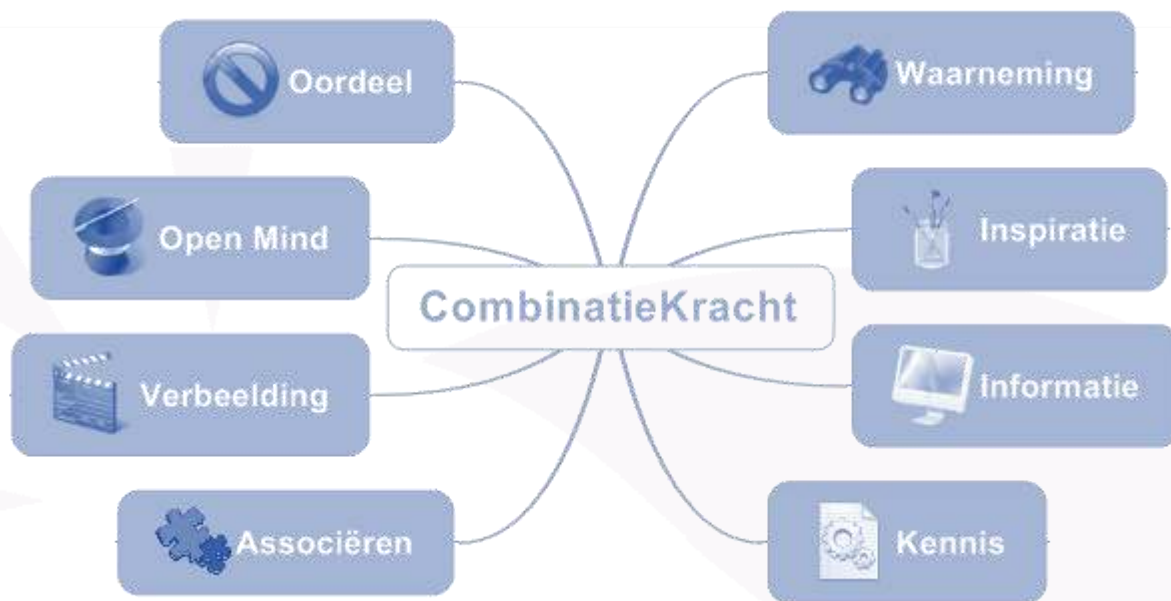 Oordeel
Waarneming
Open Mind
Inspiratie
CombinatieKracht
Verbeelding
Informatie
Associëren
Kennis